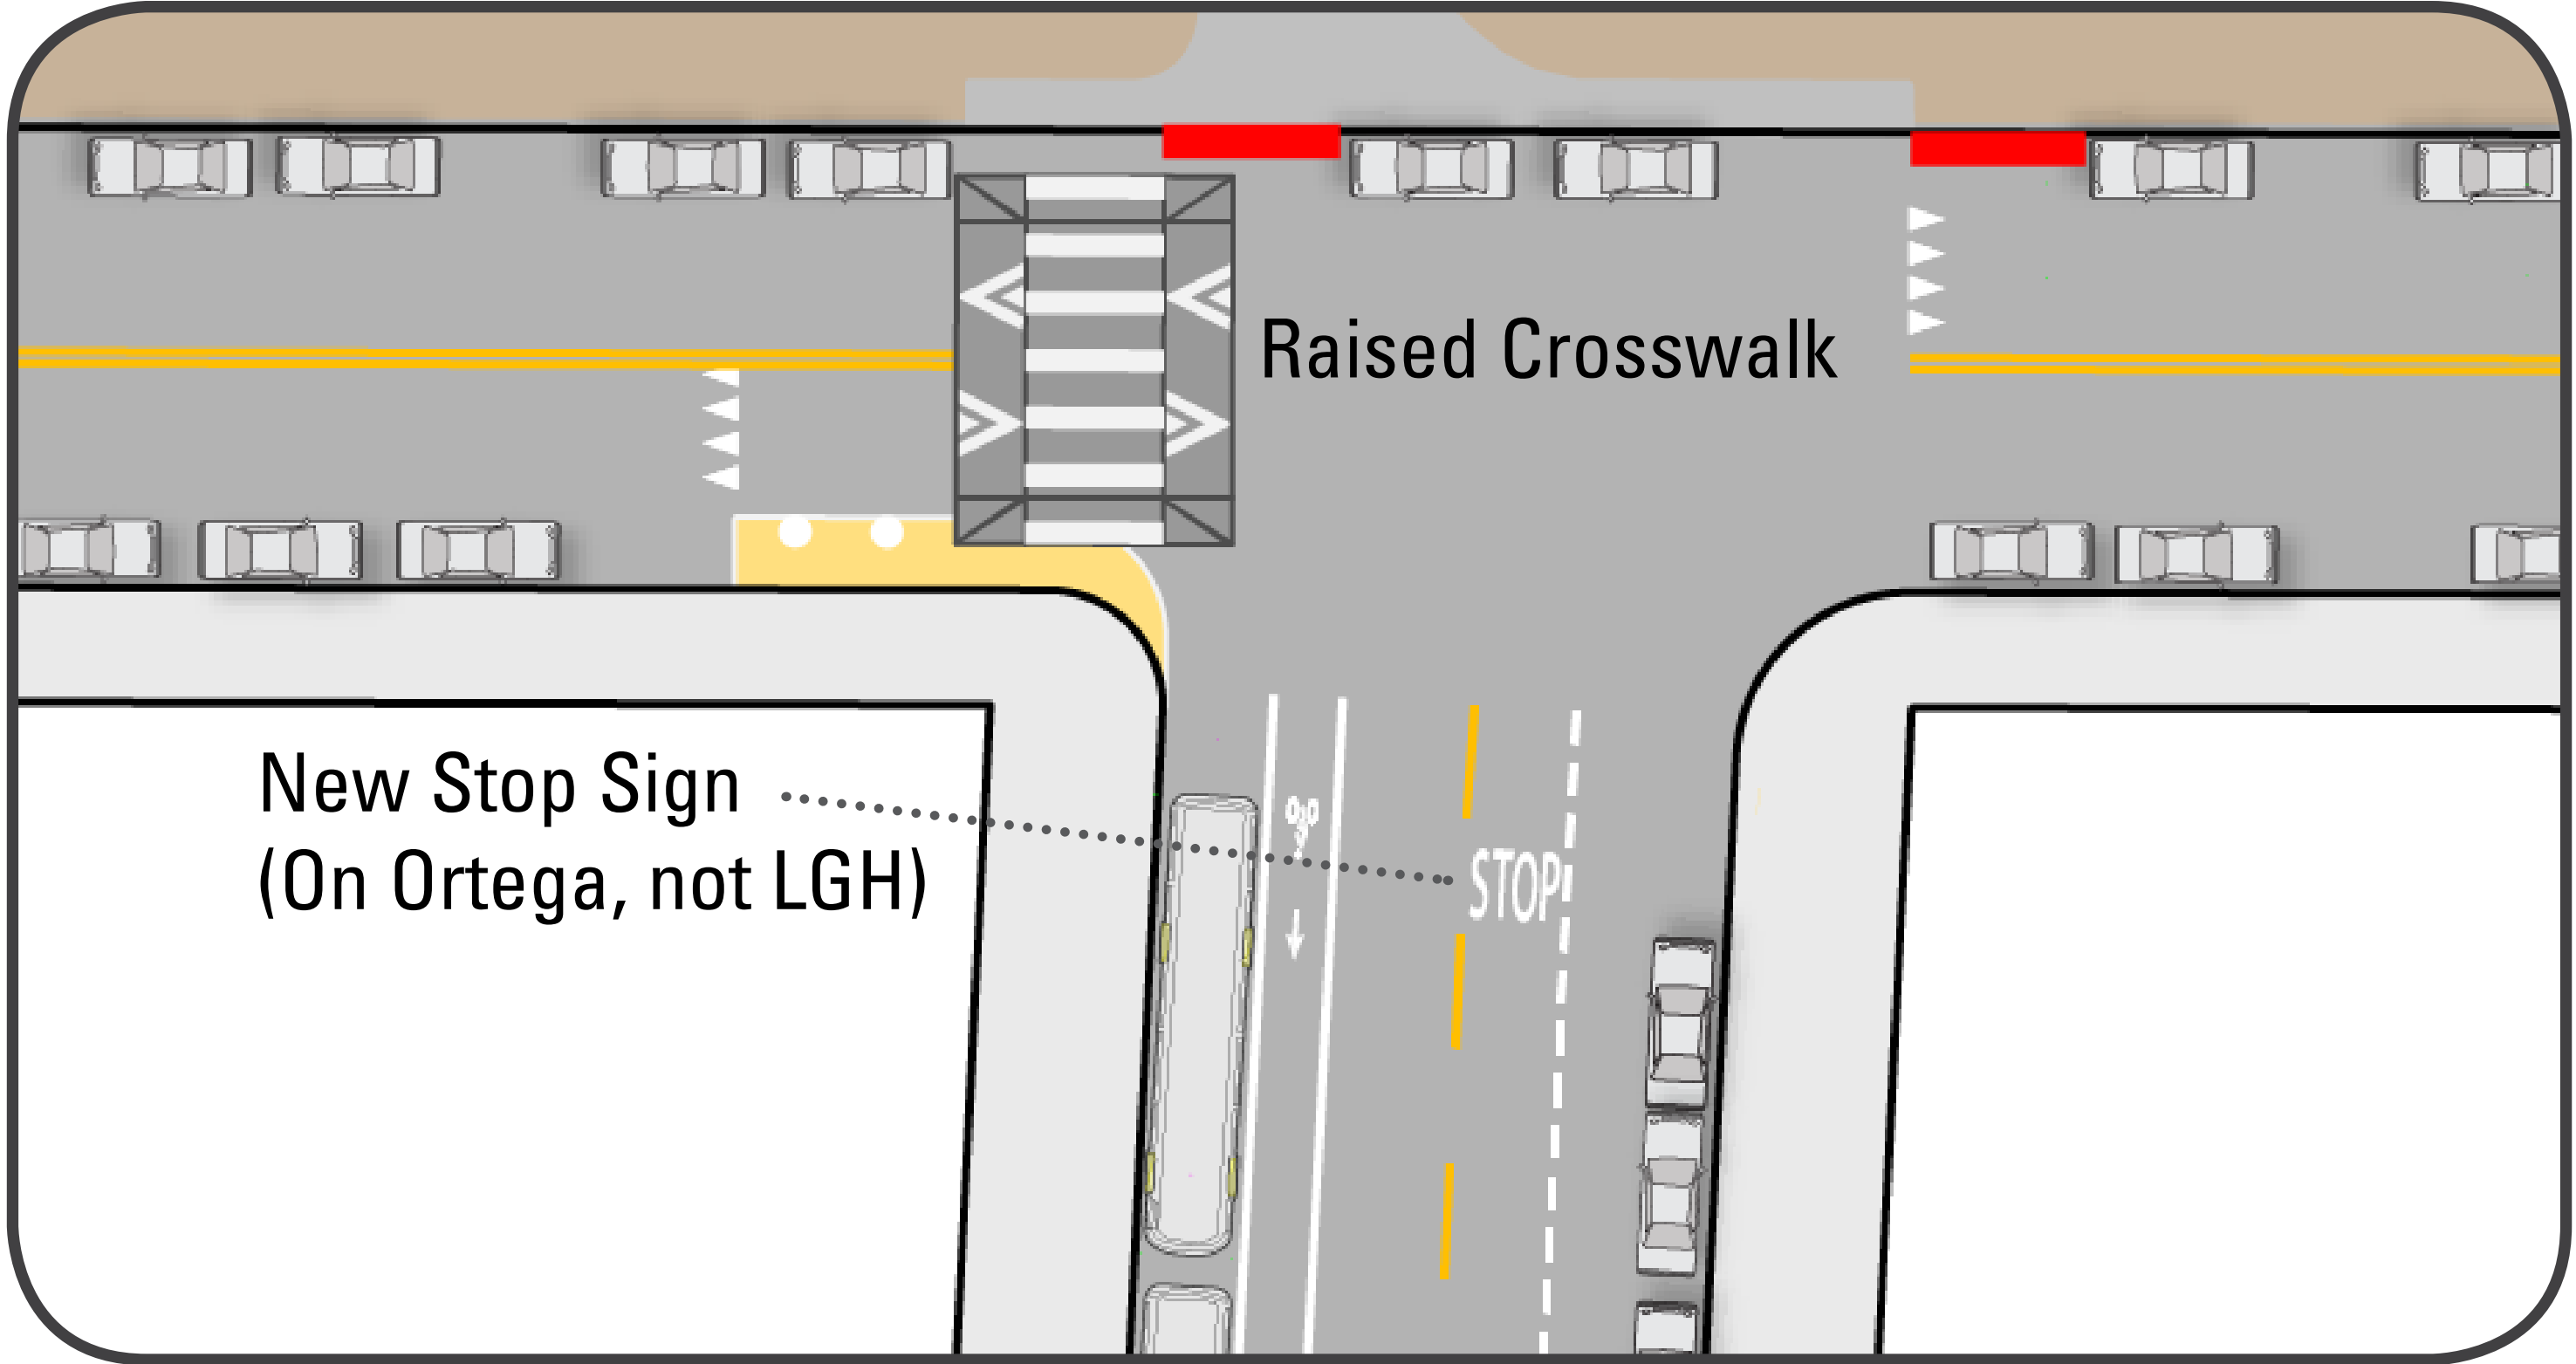 Raised Crosswalk
New Stop Sign
(On Ortega, not LGH)
STOP